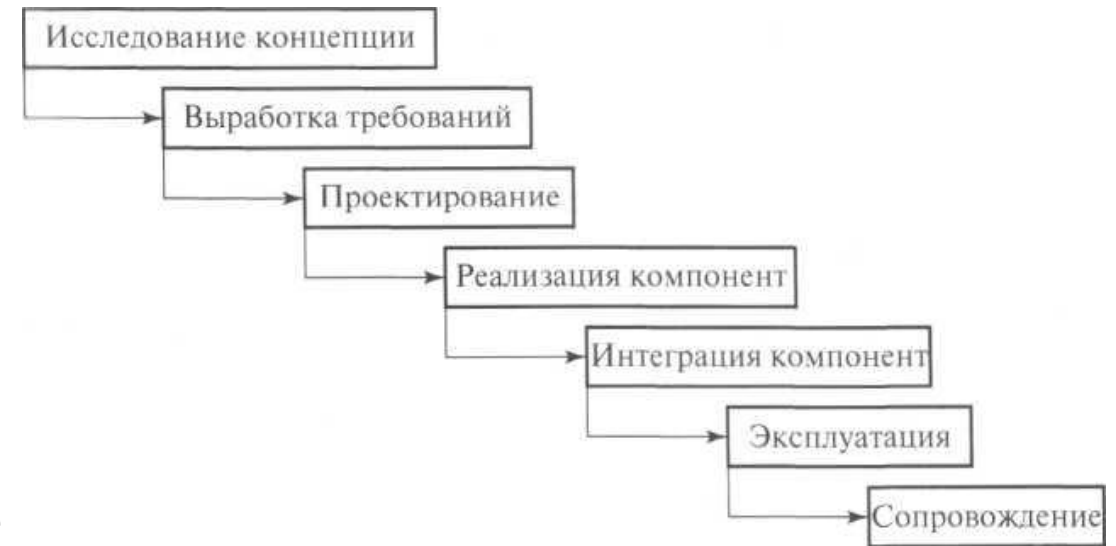 Исследование концепции
Выработка требований
Проектирование
Реализация компонент
Интеграция компонент
Эксплуатация
Сопровождение